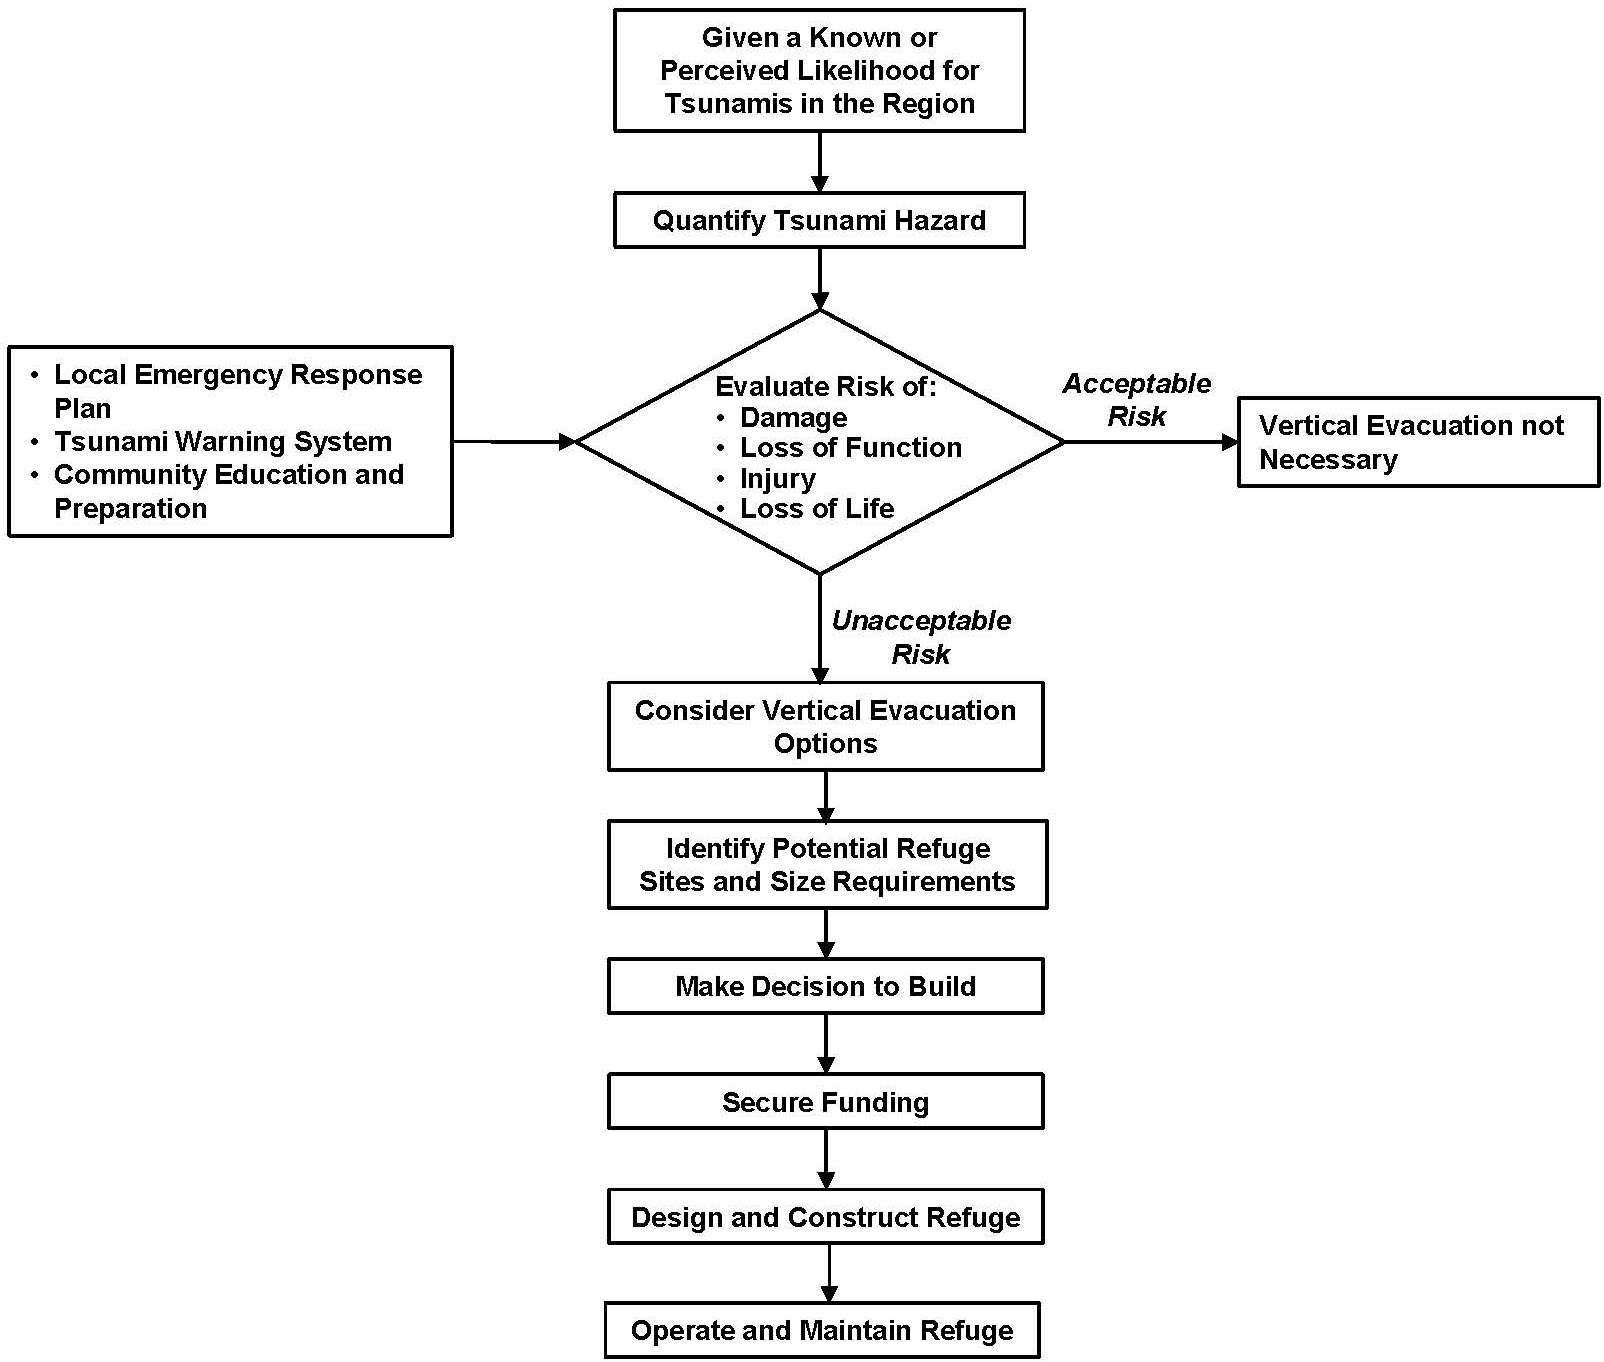 Given a Known or
Perceived Likelihood for
Tsunamis in the Region
Quantify Tsunami Hazard
• Local Emergency Response
Plan
• Tsunami Warning System
• Community Education and
Preparation
Evaluate Risk of:
• Damage
• Loss of Function
• Injury
• Loss of Life
Acceptable
Risk
Vertical Evacuation not
Necessary
Unacceptable
Risk
Consider Vertical Evacuation
Options
Identify Potential Refuge
Sites and Size Requirements
Make Decision to Build
Secure Funding
Design and Construct Refuge
Operate and Maintain Refuge